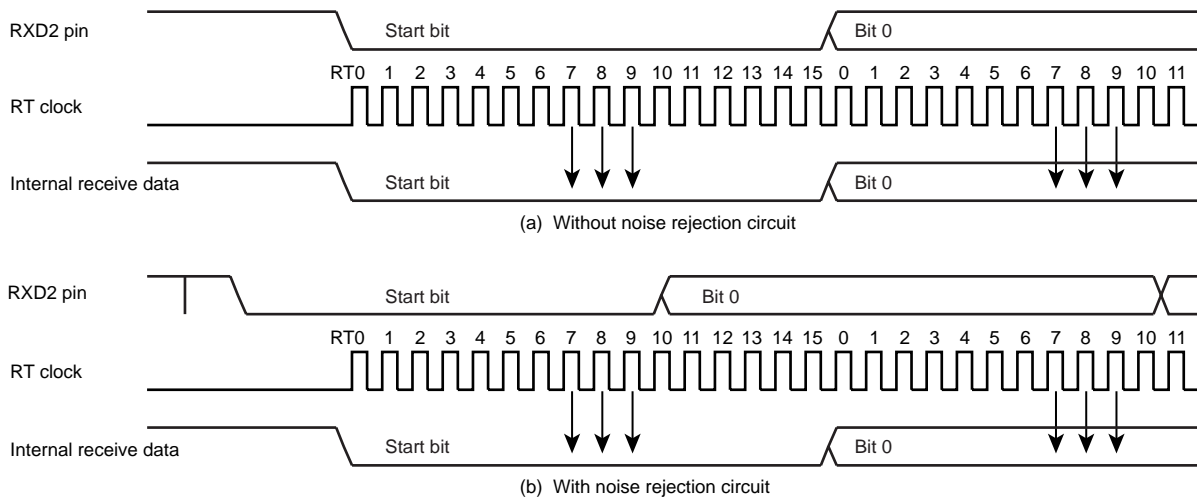 RXD2 pin Start bit Bit 0
RT0 1 2 3 4 5 6 7 8 9 10 11 12 13 14 15 0 1 2 3 4 5 6 7 8 9 10 11
RT clock
Internal receive data Start bit Bit 0
(a) Without noise rejection circuit
RXD2 pin Start bit Bit 0
RT0 1 2 3 4 5 6 7 8 9 10 11 12 13 14 15 0 1 2 3 4 5 6 7 8 9 10 11
RT clock
Internal receive data Start bit Bit 0
(b) With noise rejection circuit